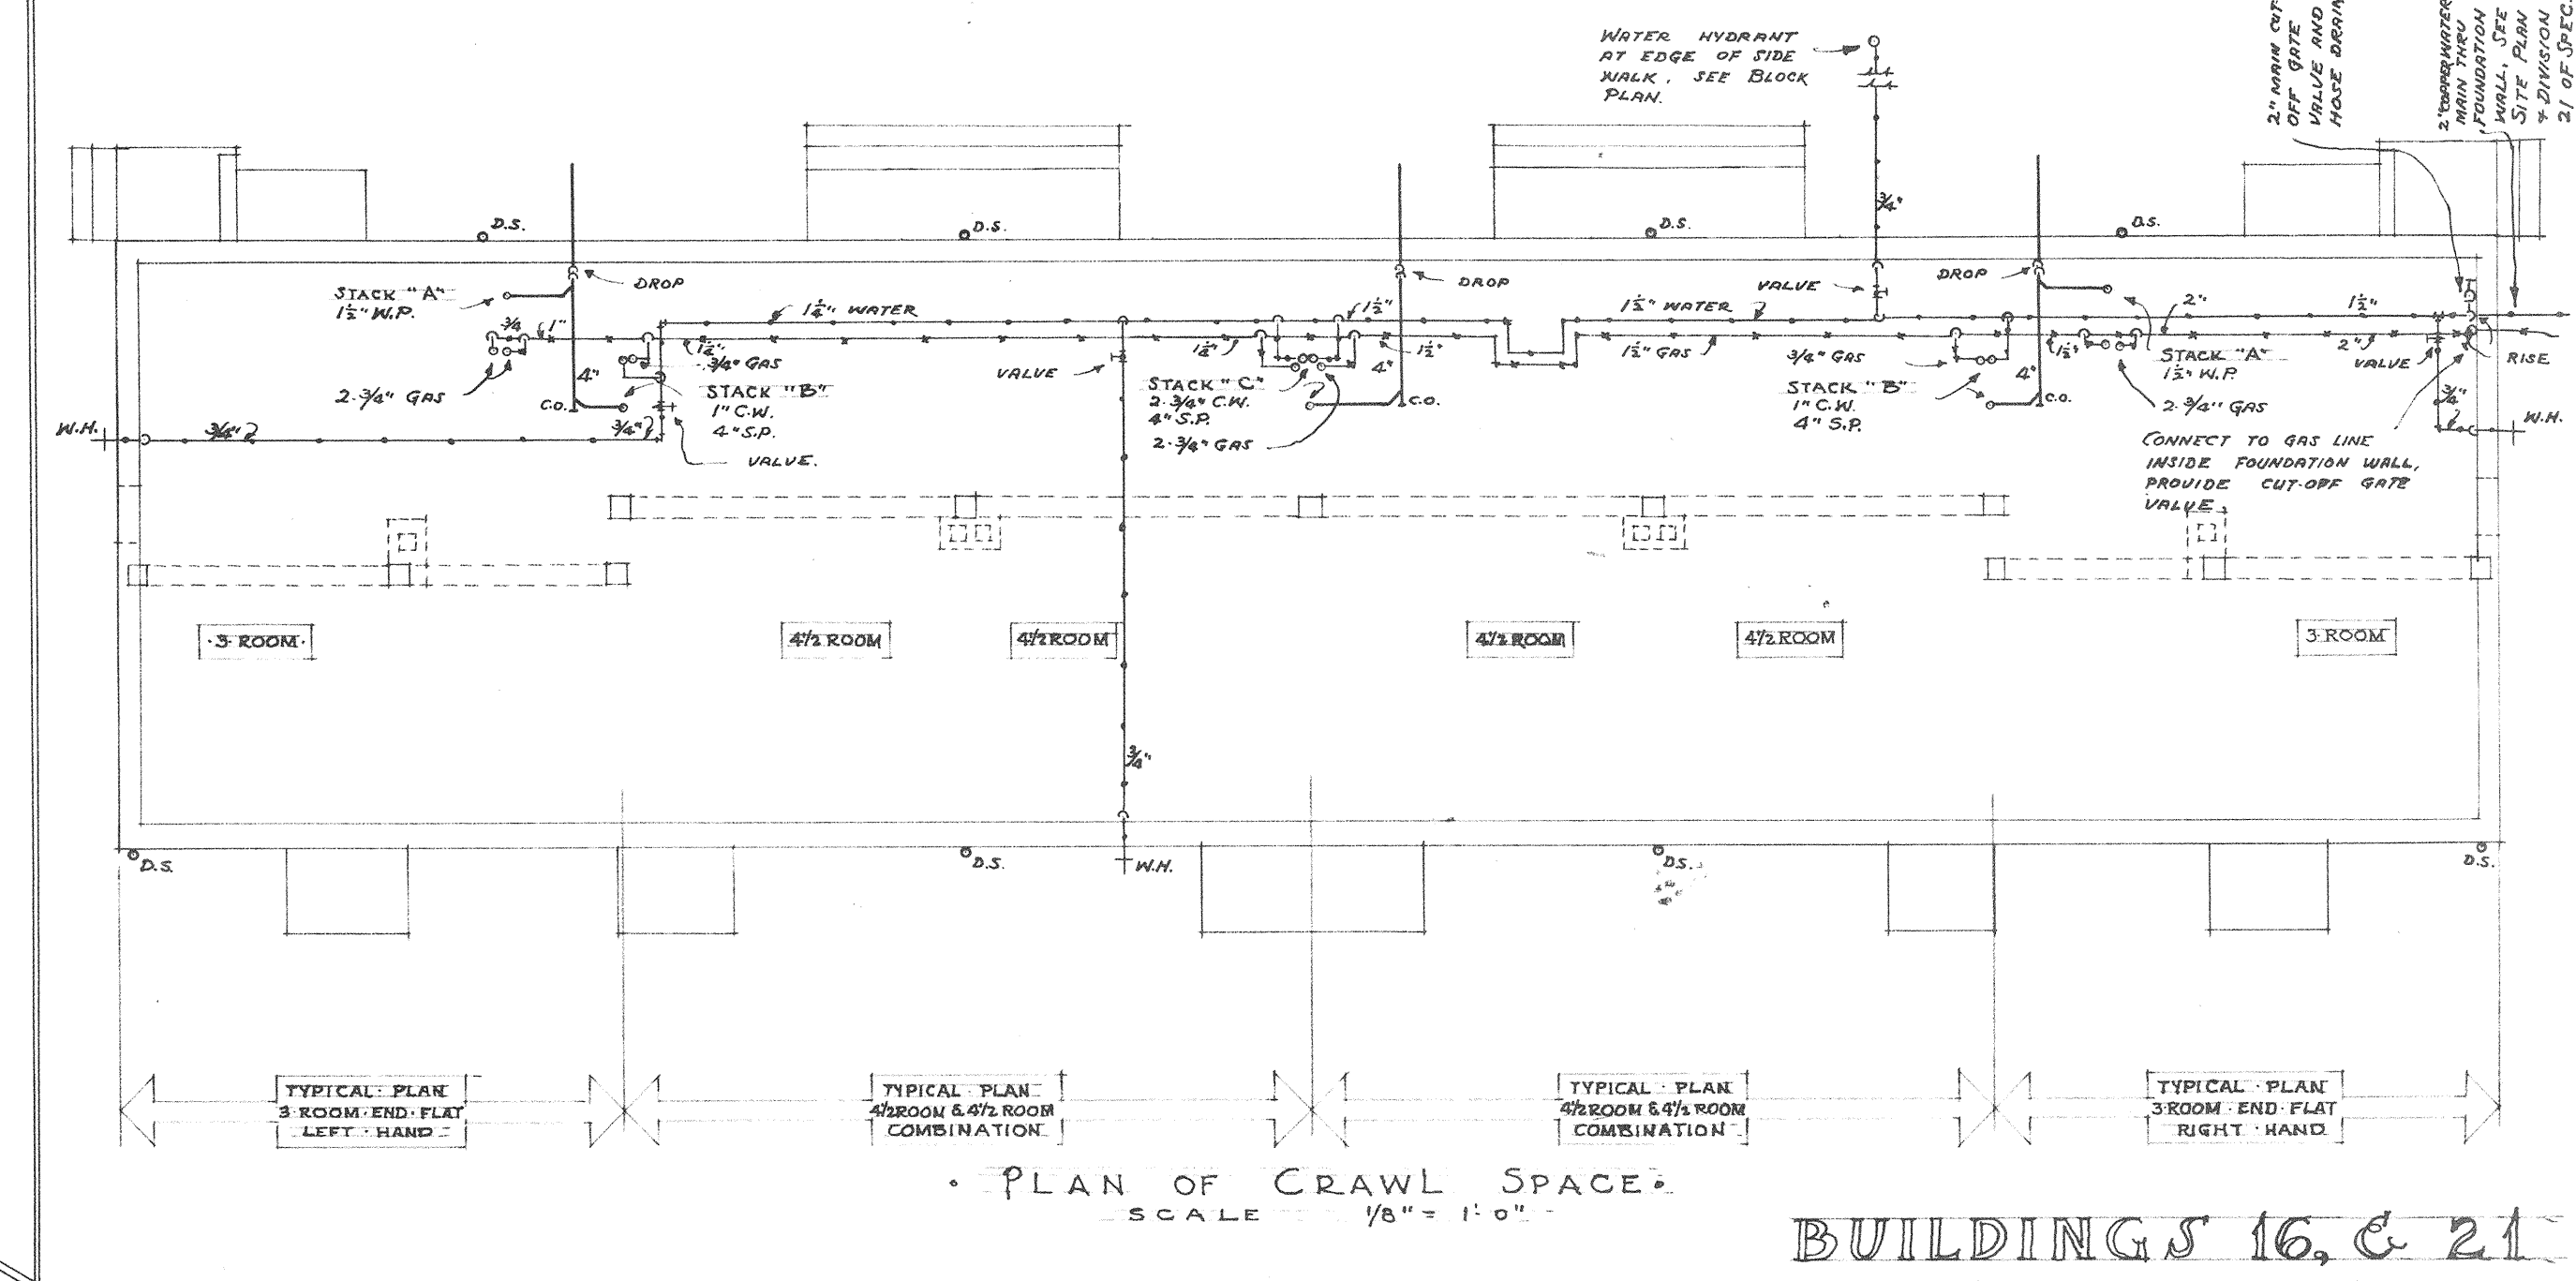 WATER HYDRANT
AT EDGE OF SIDE
WALK, SEE BLOCK
PLAN.
2" MAIN CUT-
OFF GATE
VALVE AND
HOSE DRAIN
2" COPPER WATER
MAIN THRU
FOUNDATION
WALL, SEE
SITE PLAN
& DIVISION
21 OF SPEC.
3/4"
D.S.
D.S.
D.S.
D.S.
STACK "A"
1½" W.P.
DROP
DROP
VALVE
DROP
3/4
1"
1¼" WATER
1½"
1½" WATER
2"
1½"
2-3/4" GAS
4"
C.O.
1¼"
3/4" GAS
STACK "B"
1" C.W.
4" S.P.
VALVE
1¼"
STACK "C"
2-3/4" C.W.
4" S.P.
2-3/4" GAS
4"
1½"
C.O.
1½" GAS
3/4" GAS
STACK "B"
1" C.W.
4" S.P.
4"
C.O.
1½"
STACK "A"
1½" W.P.
2-3/4" GAS
2"
VALVE
RISE
3/4"
W.H.
W.H.
3/4"
3/4"
VALVE.
CONNECT TO GAS LINE
INSIDE FOUNDATION WALL,
PROVIDE CUT-OFF GATE
VALVE.
·3·ROOM·
4½ ROOM
4½ ROOM
4½ ROOM
4½ ROOM
3·ROOM
3/4"
D.S.
D.S.
W.H.
D.S.
D.S.
TYPICAL · PLAN
3·ROOM·END·FLAT
LEFT · HAND
TYPICAL · PLAN
4½ ROOM & 4½ ROOM
COMBINATION
TYPICAL · PLAN
4½ ROOM & 4½ ROOM
COMBINATION
TYPICAL · PLAN
3·ROOM·END·FLAT
RIGHT · HAND
· PLAN OF CRAWL SPACE·
SCALE 1/8" = 1'-0"
BUILDINGS 16, & 21